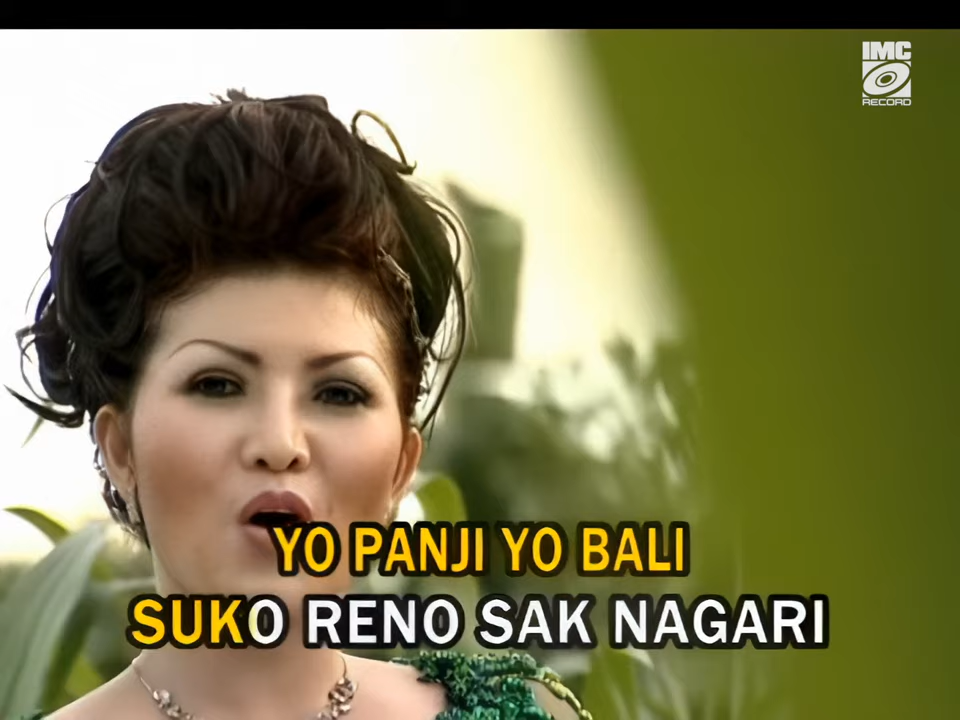 IMC
RECORD
YO PANJI YO BALI
SUKO RENO SAK NAGARI